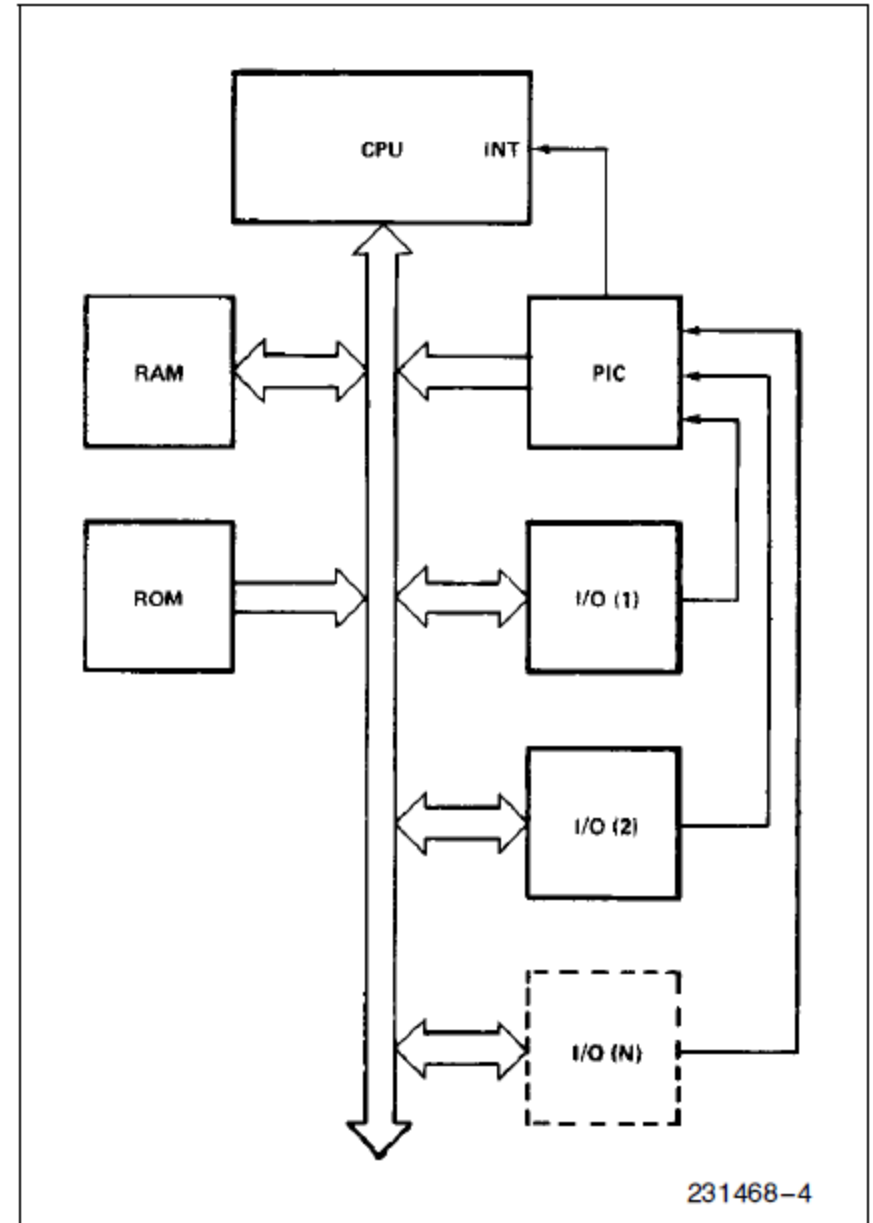 CPU
INT
RAM
PIC
ROM
I/O (1)
I/O (2)
I/O (N)
231468-4